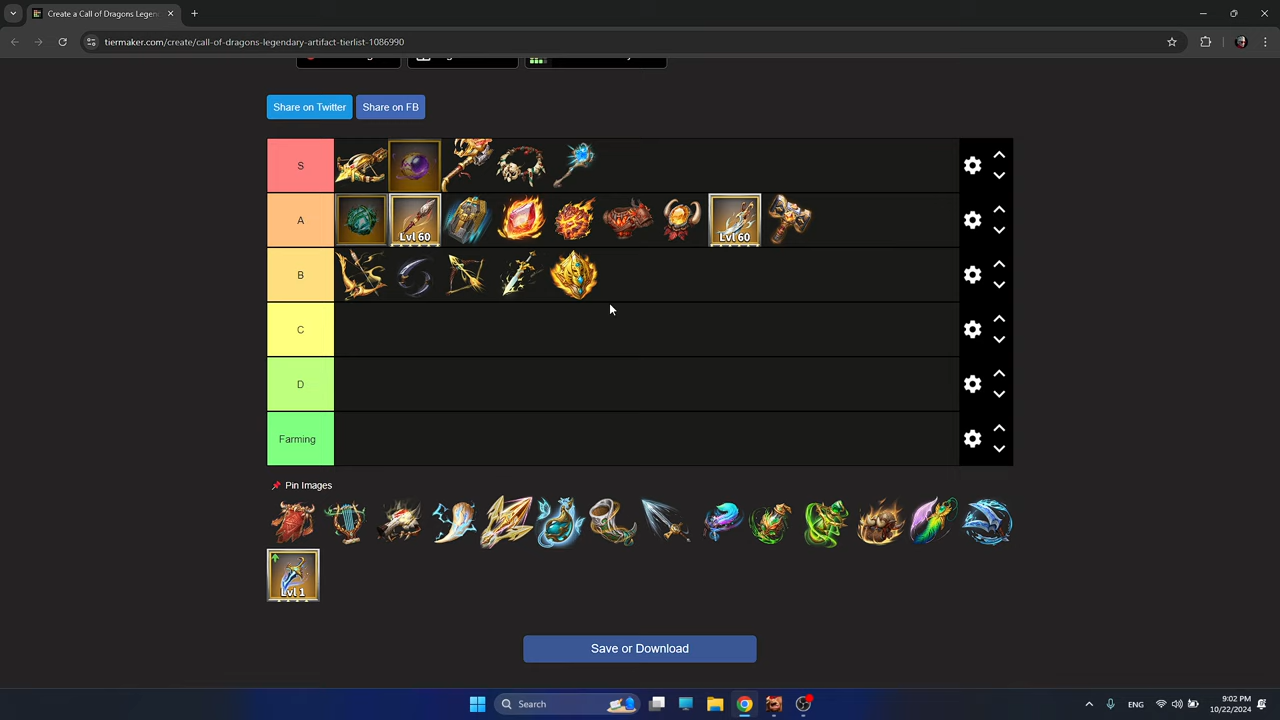 Create a Call of Dragons Legen
tiermaker.com/create/call-of-dragons-legendary-artifact-tierlist-1086990
Share on Twitter
Share on FB
S
A
Lvl 60
Lvl 60
B
C
D
Farming
Pin Images
Lvl 1
Save or Download
Search
ENG
9:02 PM
10/22/2024